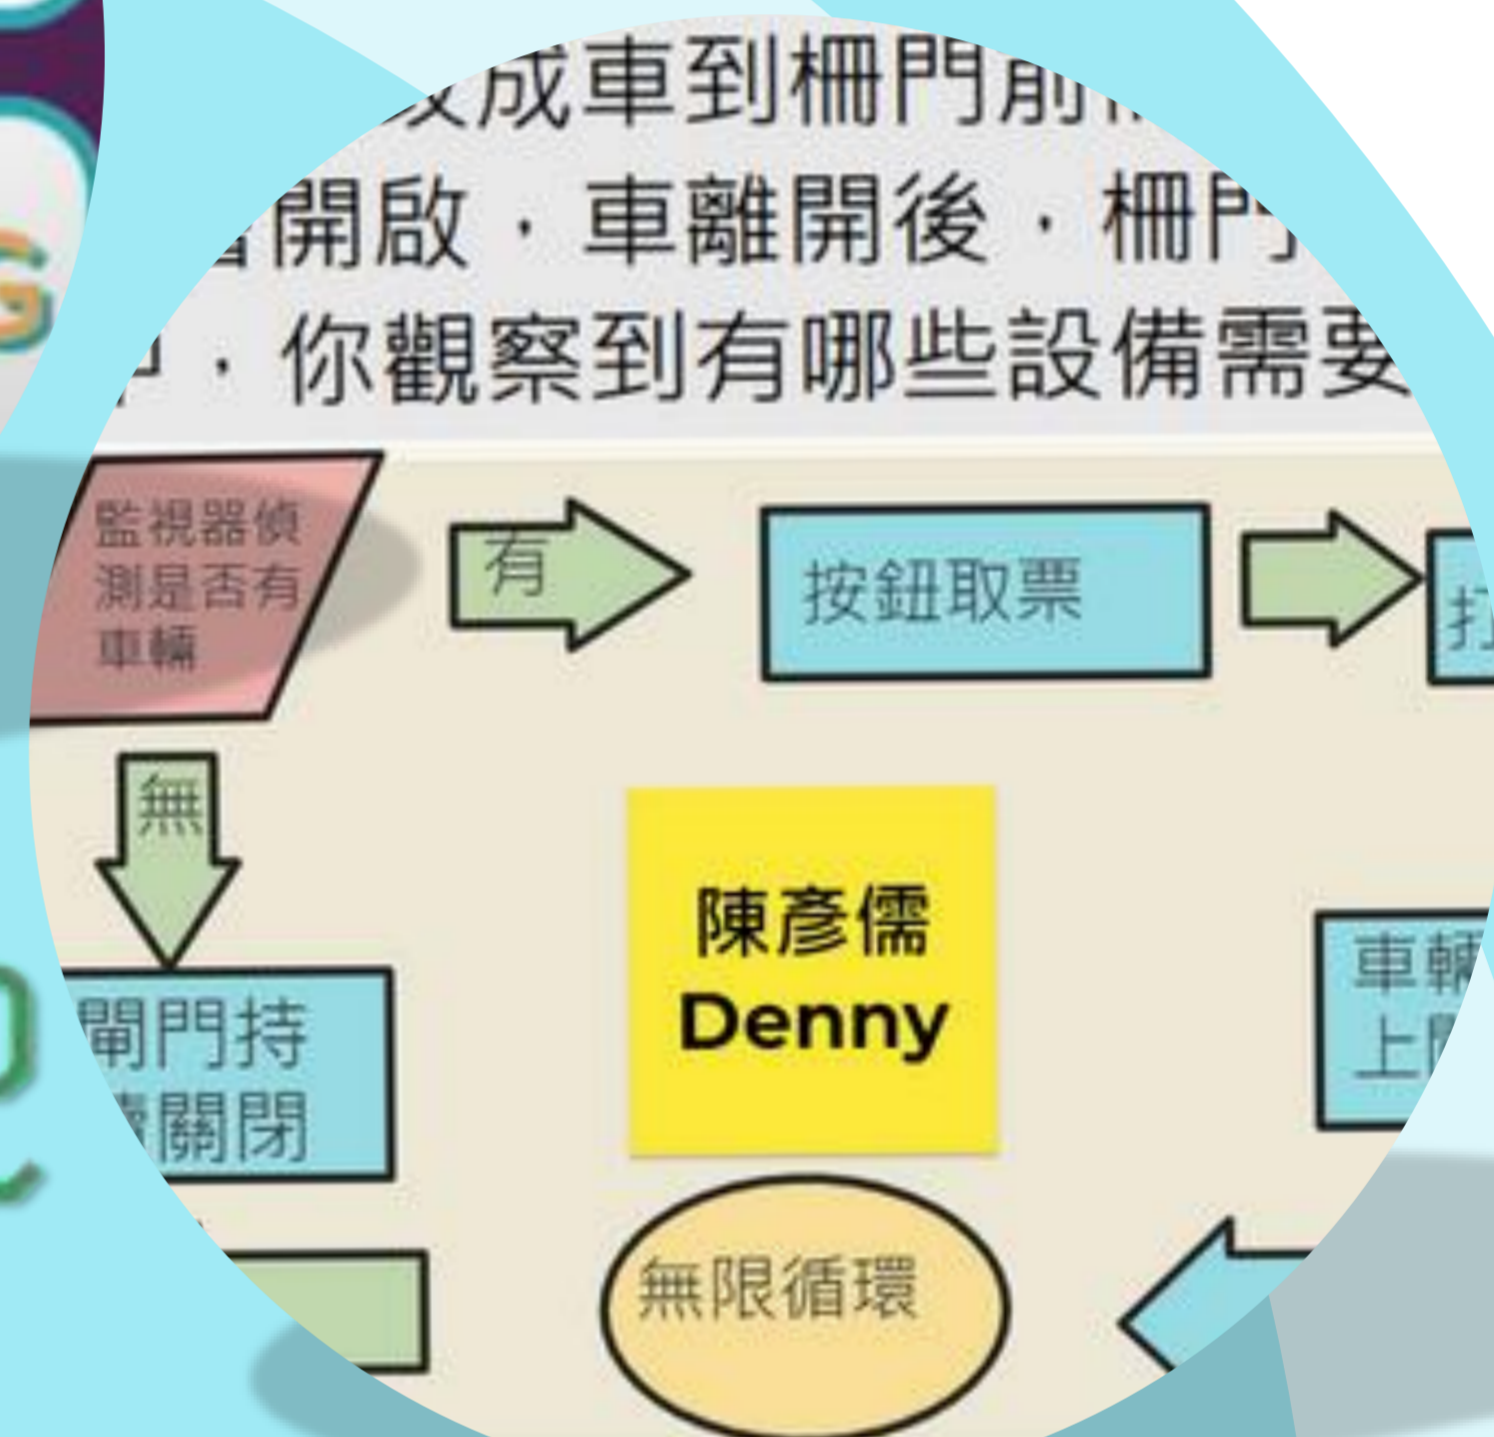 成車到柵門前
開啟，車離開後，柵門
，你觀察到有哪些設備需要
監視器偵
測是否有
車輛
有
按鈕取票
打
無
陳彥儒
Denny
閘門持
續關閉
車輛
上
無限循環
G